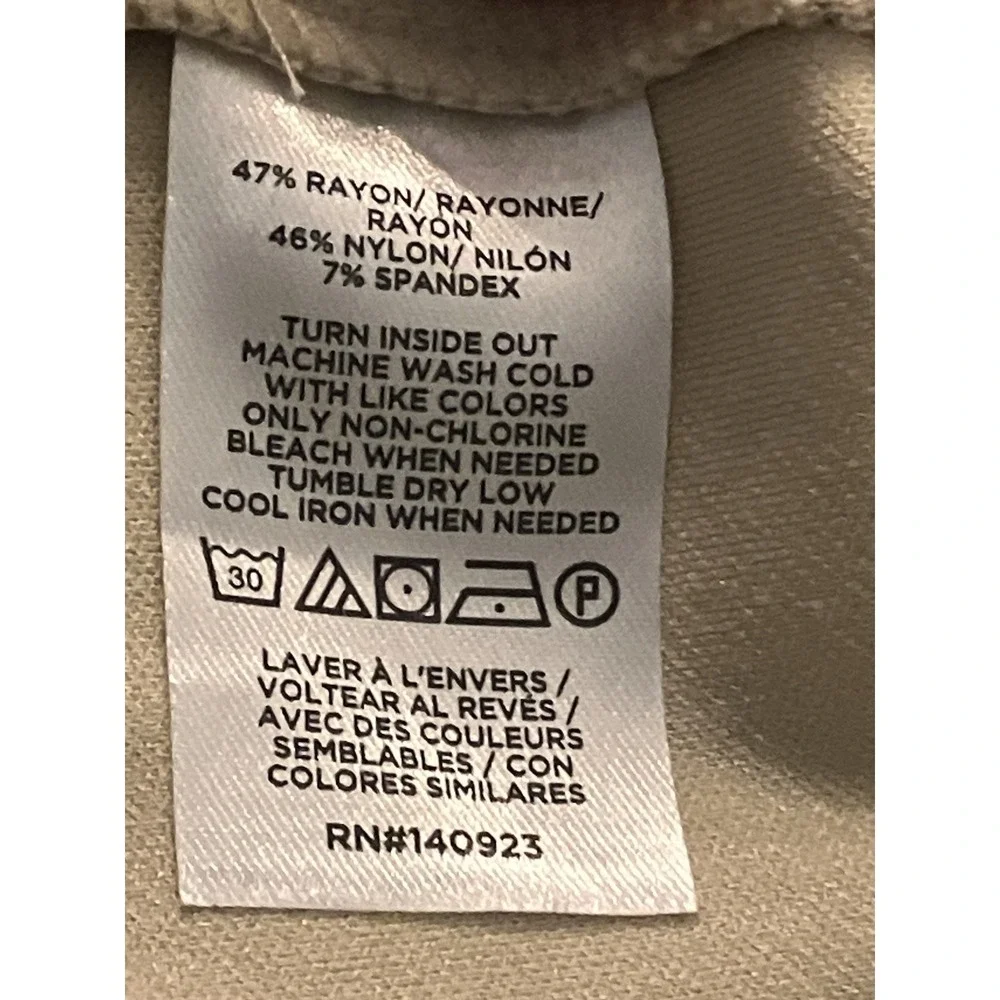 47% RAYON/ RAYONNE/
RAYÓN
46% NYLON/ NILÓN
7% SPANDEX
TURN INSIDE OUT
MACHINE WASH COLD
WITH LIKE COLORS
ONLY NON-CHLORINE
BLEACH WHEN NEEDED
TUMBLE DRY LOW
COOL IRON WHEN NEEDED
30 P
LAVER À L'ENVERS /
VOLTEAR AL REVÉS /
AVEC DES COULEURS
SEMBLABLES / CON
COLORES SIMILARES
RN#140923